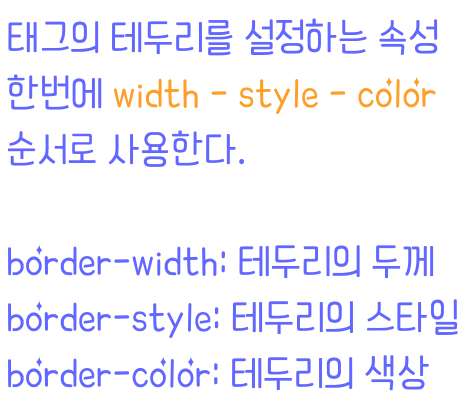 태그의 테두리를 설정하는 속성
한번에 width - style - color
순서로 사용한다.
border-width: 테두리의 두께
border-style: 테두리의 스타일
border-color: 테두리의 색상